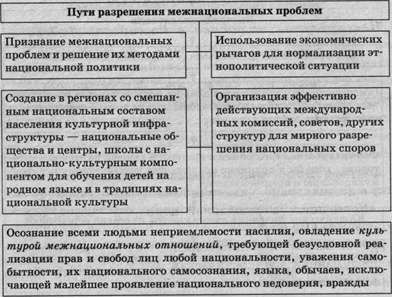 Пути разрешения межнациональных проблем
Признание межнациональных
проблем и решение их методами
национальной политики
Использование экономических
рычагов для нормализации эт-
нополитической ситуации
Создание в регионах со смешан-
ным национальным составом
населения культурной инфра-
структуры — национальные об-
щества и центры, школы с на-
ционально-культурным компо-
нентом для обучения детей на
родном языке и в традициях на-
циональной культуры
Организация эффективно
действующих международ-
ных комиссий, советов, других
структур для мирного разре-
шения национальных споров
Осознание всеми людьми неприемлемости насилия, овладение куль-
турой межнациональных отношений, требующей безусловной реа-
лизации прав и свобод лиц любой национальности, уважения само-
бытности, их национального самосознания, языка, обычаев, исклю-
чающей малейшее проявление национального недоверия, вражды